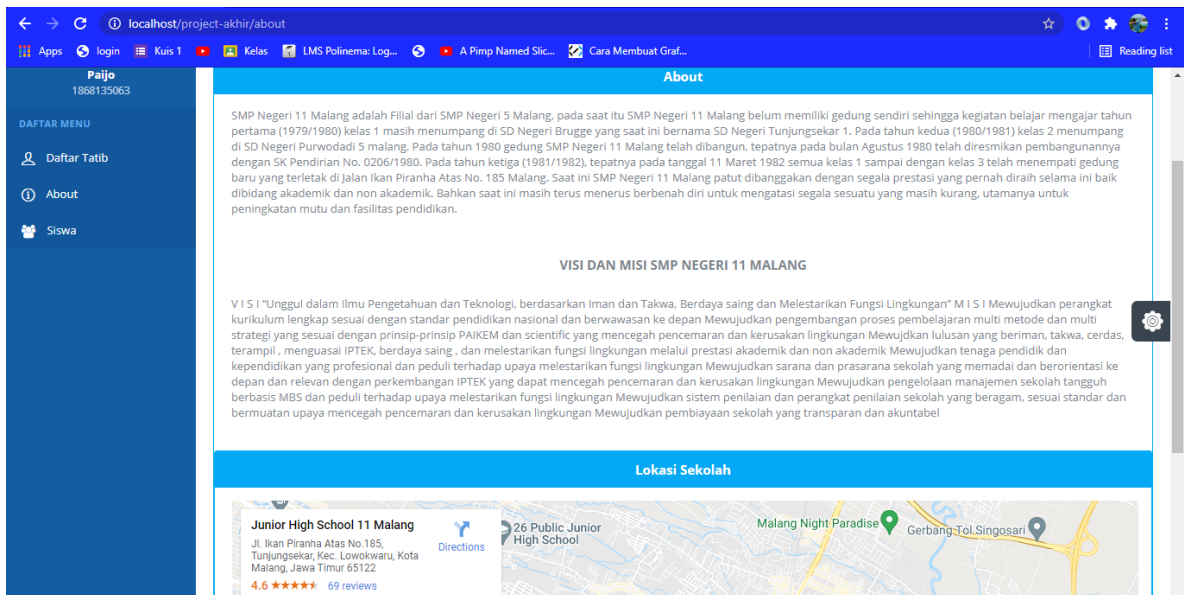 localhost/project-akhir/about
Apps login Kuis 1 Kelas LMS Polinema: Log... A Pimp Named Slic... Cara Membuat Graf... Reading list
Paijo
1868135063
DAFTAR MENU
Daftar Tatib
About
Siswa
About
SMP Negeri 11 Malang adalah Filial dari SMP Negeri 5 Malang, pada saat itu SMP Negeri 11 Malang belum memiliki gedung sendiri sehingga kegiatan belajar mengajar tahun
pertama (1979/1980) kelas 1 masih menumpang di SD Negeri Brugge yang saat ini bernama SD Negeri Tunjungsekar 1. Pada tahun kedua (1980/1981) kelas 2 menumpang
di SD Negeri Purwodadi 5 malang. Pada tahun 1980 gedung SMP Negeri 11 Malang telah dibangun, tepatnya pada bulan Agustus 1980 telah diresmikan pembangunannya
dengan SK Pendirian No. 0206/1980. Pada tahun ketiga (1981/1982), tepatnya pada tanggal 11 Maret 1982 semua kelas 1 sampai dengan kelas 3 telah menempati gedung
baru yang terletak di Jalan Ikan Piranha Atas No. 185 Malang. Saat ini SMP Negeri 11 Malang patut dibanggakan dengan segala prestasi yang pernah diraih selama ini baik
dibidang akademik dan non akademik. Bahkan saat ini masih terus menerus berbenah diri untuk mengatasi segala sesuatu yang masih kurang, utamanya untuk
peningkatan mutu dan fasilitas pendidikan.
VISI DAN MISI SMP NEGERI 11 MALANG
V I S I "Unggul dalam Ilmu Pengetahuan dan Teknologi, berdasarkan Iman dan Takwa, Berdaya saing dan Melestarikan Fungsi Lingkungan" M I S I Mewujudkan perangkat
kurikulum lengkap sesuai dengan standar pendidikan nasional dan berwawasan ke depan Mewujudkan pengembangan proses pembelajaran multi metode dan multi
strategi yang sesuai dengan prinsip-prinsip PAIKEM dan scientific yang mencegah pencemaran dan kerusakan lingkungan Mewujdkan lulusan yang beriman, takwa, cerdas,
terampil , menguasai IPTEK, berdaya saing , dan melestarikan fungsi lingkungan melalui prestasi akademik dan non akademik Mewujudkan tenaga pendidik dan
kependidikan yang profesional dan peduli terhadap upaya melestarikan fungsi lingkungan Mewujudkan sarana dan prasarana sekolah yang memadai dan berorientasi ke
depan dan relevan dengan perkembangan IPTEK yang dapat mencegah pencemaran dan kerusakan lingkungan Mewujudkan pengelolaan manajemen sekolah tangguh
berbasis MBS dan peduli terhadap upaya melestarikan fungsi lingkungan Mewujudkan sistem penilaian dan perangkat penilaian sekolah yang beragam, sesuai standar dan
bermuatan upaya mencegah pencemaran dan kerusakan lingkungan Mewujudkan pembiayaan sekolah yang transparan dan akuntabel
Lokasi Sekolah
Junior High School 11 Malang
Jl. Ikan Piranha Atas No.185,
Tunjungsekar, Kec. Lowokwaru, Kota
Malang, Jawa Timur 65122
4.6 69 reviews
Directions
26 Public Junior
High School
Malang Night Paradise
Gerbang Tol Singosari